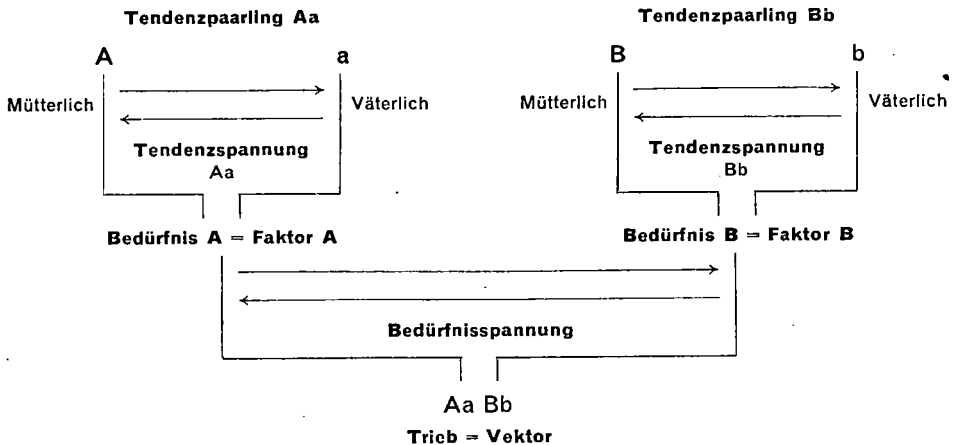 Tendenzpaarling Aa
Tendenzpaarling Bb
A
a
B
b
Mütterlich
Väterlich
Mütterlich
Väterlich
Tendenzspannung
Aa
Tendenzspannung
Bb
Bedürfnis A = Faktor A
Bedürfnis B = Faktor B
Bedürfnisspannung
Aa Bb
Trieb = Vektor